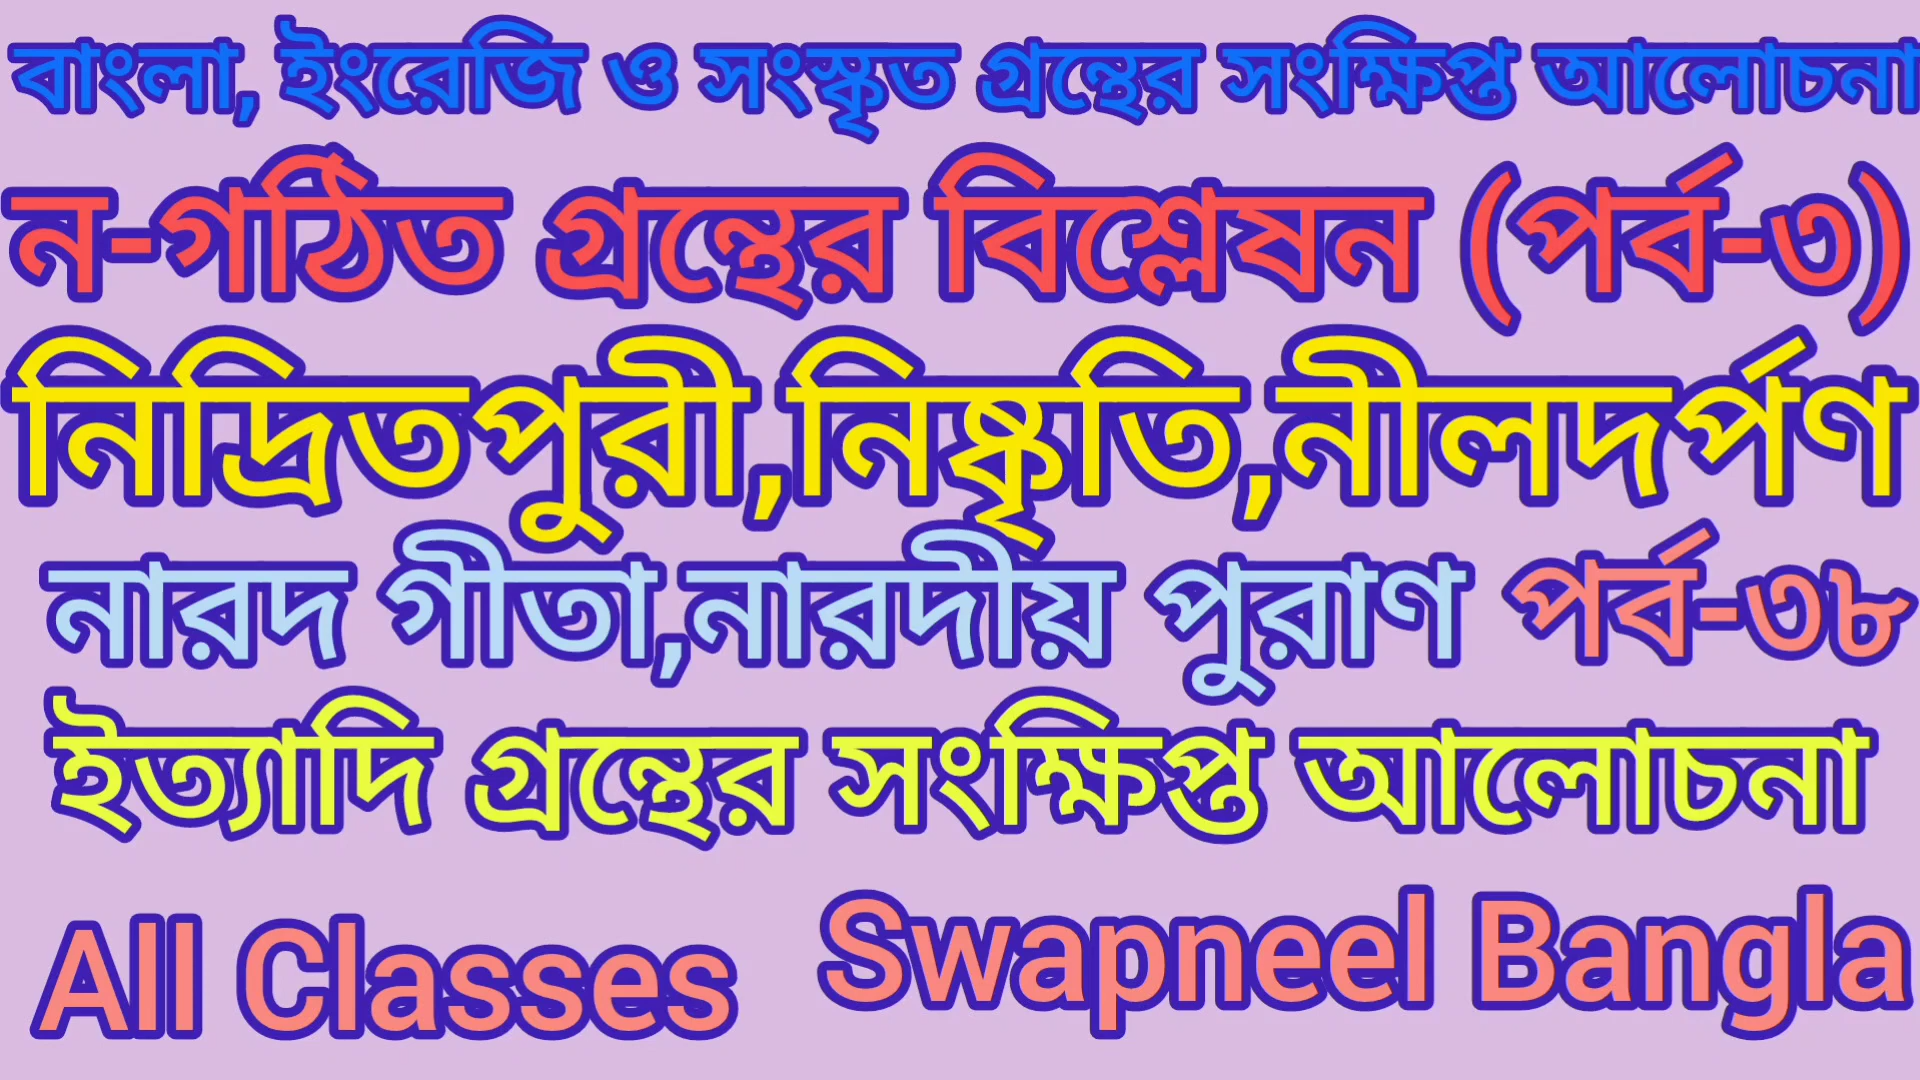 বাংলা, ইংরেজি ও সংস্কৃত গ্রন্থের সংক্ষিপ্ত আলোচনা
ন-গঠিত গ্রন্থের বিশ্লেষন (পর্ব-৩)
নিদ্রিতপুরী,নিষ্কৃতি,নীলদর্পণ
নারদ গীতা,নারদীয় পুরাণ পর্ব-৩৮
ইত্যাদি গ্রন্থের সংক্ষিপ্ত আলোচনা
All Classes Swapneel Bangla